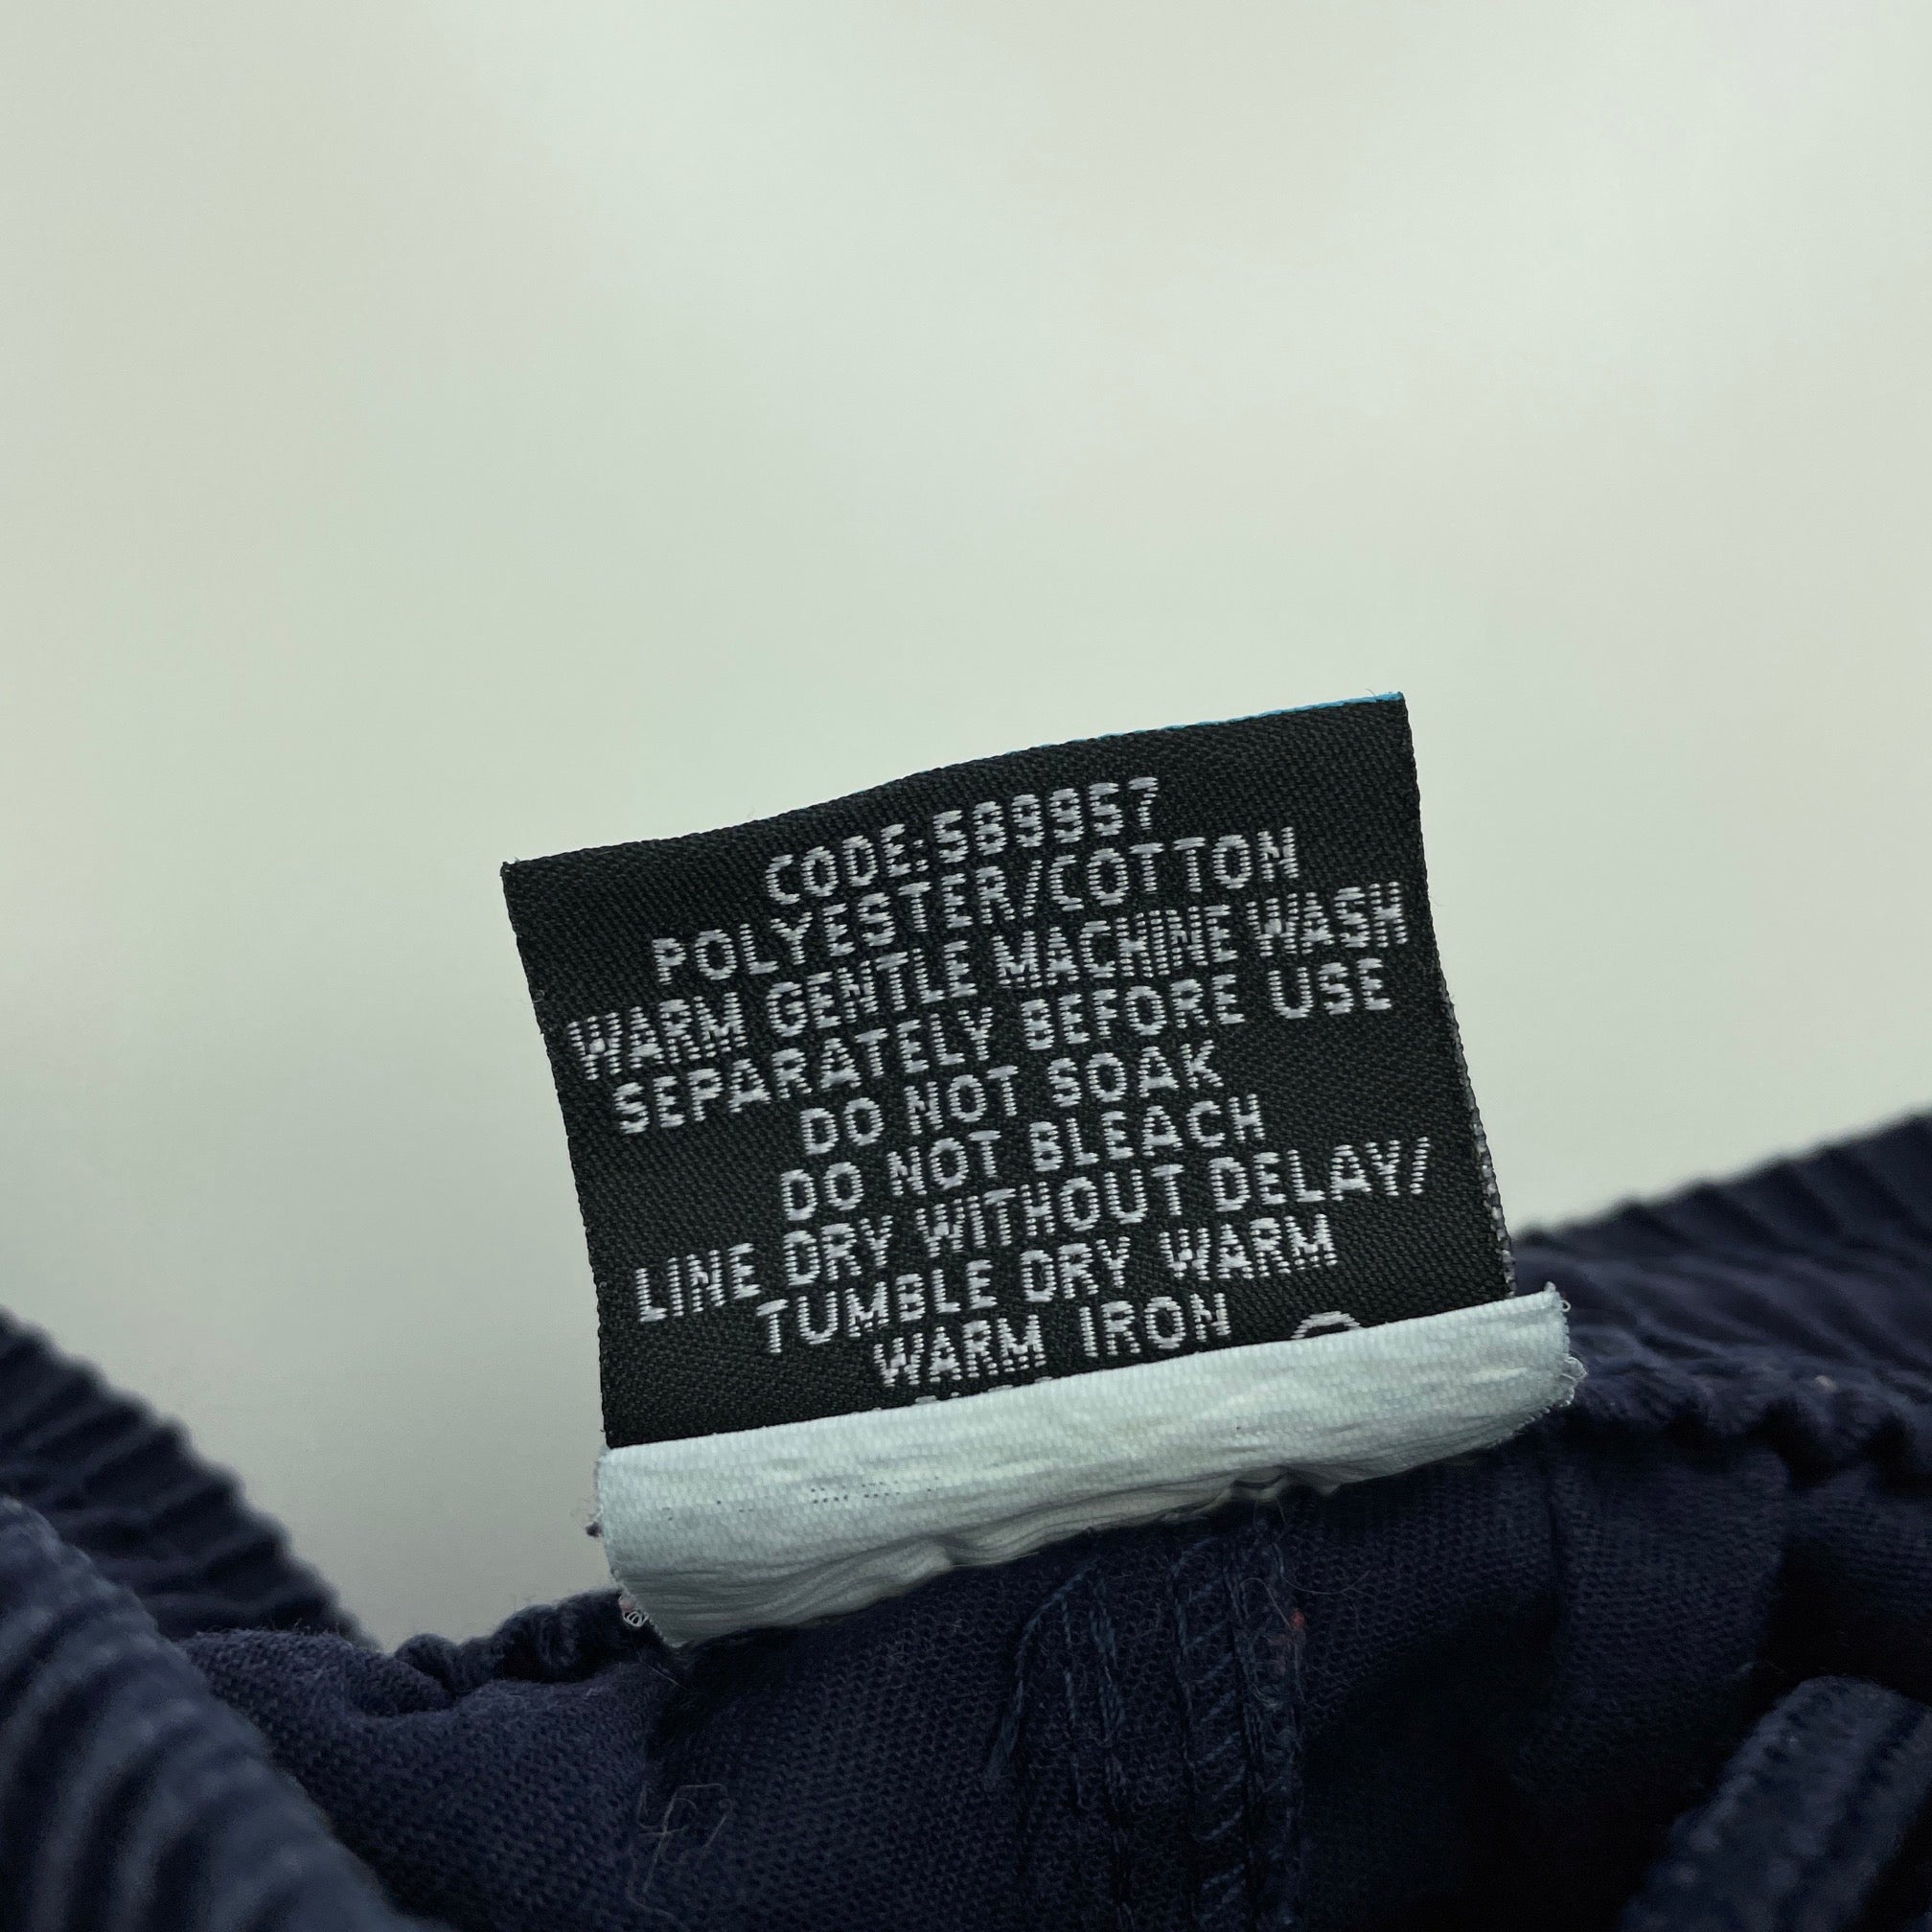 CODE:589957
POLYESTER/COTTON
WARM GENTLE MACHINE WASH
SEPARATELY BEFORE USE
DO NOT SOAK
DO NOT BLEACH
LINE DRY WITHOUT DELAY/
TUMBLE DRY WARM
WARM IRON